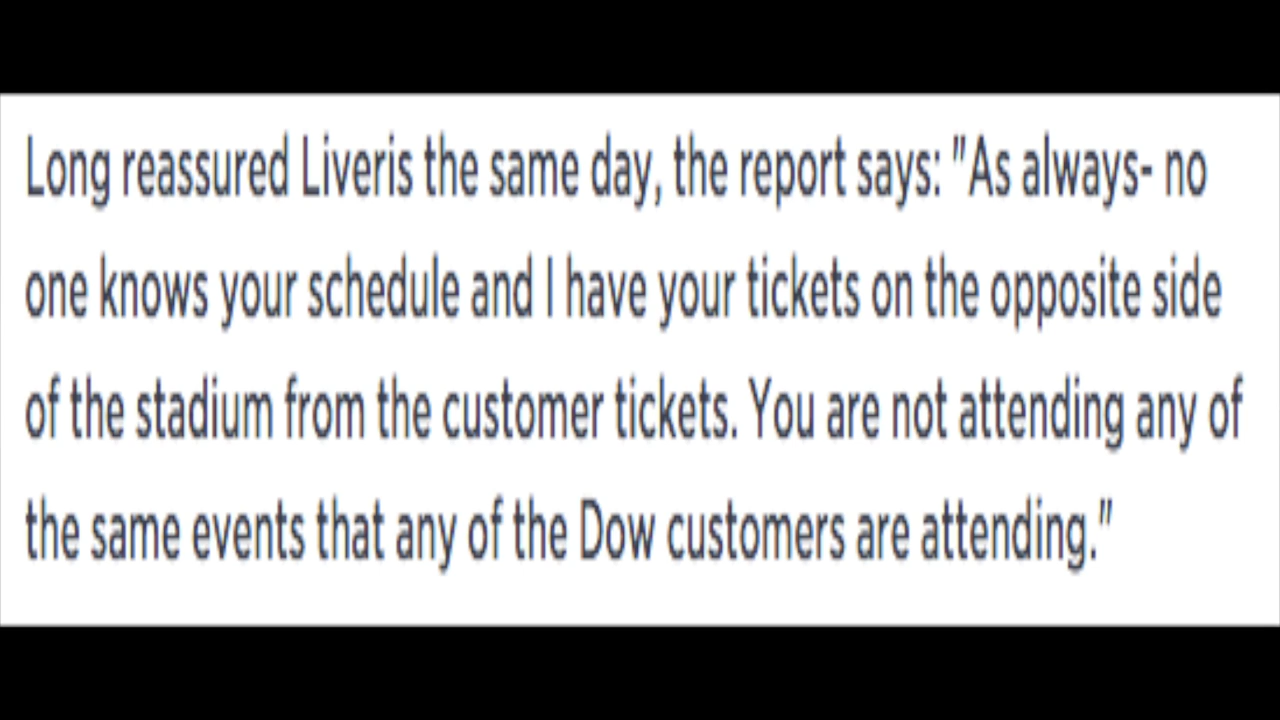 Long reassured Liveris the same day, the report says: "As always- no
one knows your schedule and I have your tickets on the opposite side
of the stadium from the customer tickets. You are not attending any of
the same events that any of the Dow customers are attending."